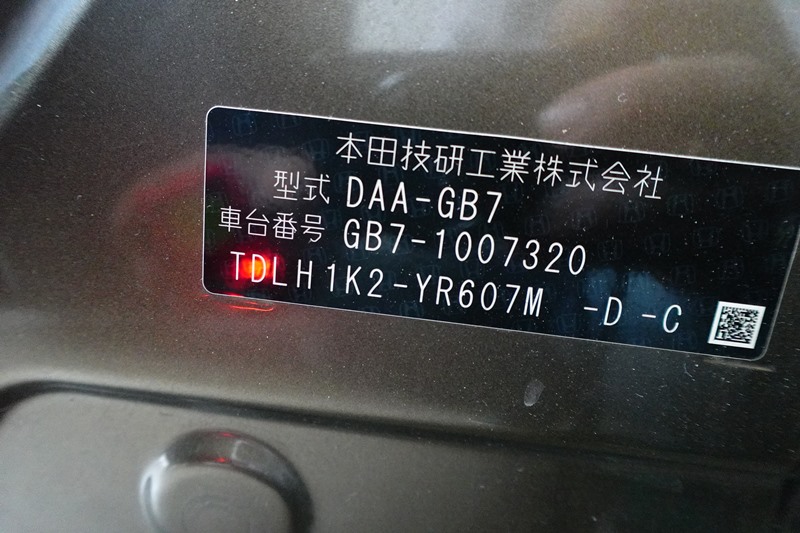 本田技研工業株式会社
型式 DAA-GB7
車台番号 GB7-1007320
TDLH1K2-YR607M -D -C